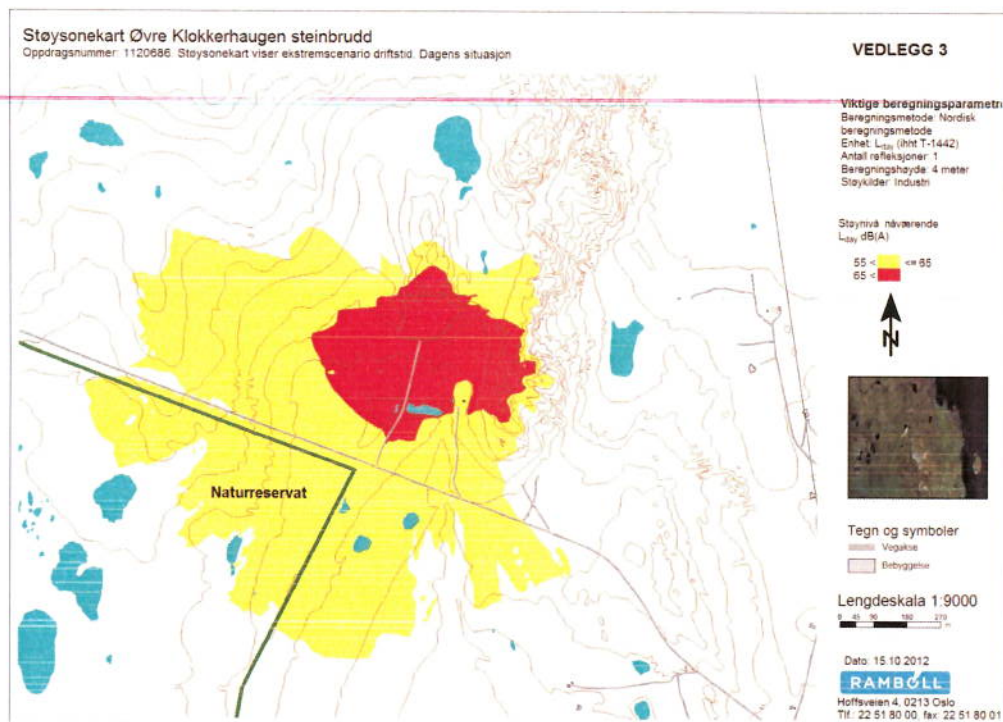 Støysonekart Øvre Klokkerhaugen steinbrudd
Oppdragsnummer: 1120686. Støysonekart viser ekstremscenario driftstid. Dagens situasjon
VEDLEGG 3
Viktige beregningsparametre
Beregningsmetode: Nordisk
beregningsmetode
Enhet: Lday (ihht T-1442)
Antall refleksjoner: 1
Beregningshøyde: 4 meter
Støykilder: Industri
Støynivå nåværende
Lday dB(A)
55 < <= 65
65 <
N
Naturreservat
Tegn og symboler
Vegakse
Bebyggelse
Lengdeskala 1:9000
0 45 90 180 270
m
Dato: 15.10.2012
RAMBOLL
Hoffsveien 4, 0213 Oslo
Tlf.: 22 51 80 00, fax: 22 51 80 01